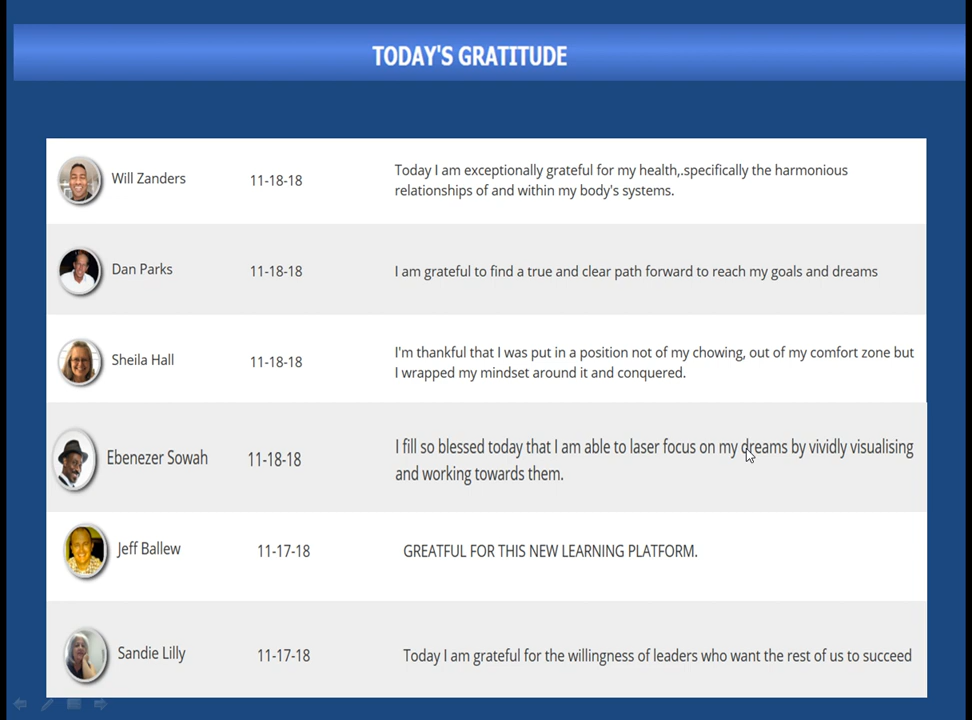 TODAY'S GRATITUDE
Will Zanders 11-18-18 Today I am exceptionally grateful for my health,.specifically the harmonious
relationships of and within my body's systems.
Dan Parks 11-18-18 I am grateful to find a true and clear path forward to reach my goals and dreams
Sheila Hall 11-18-18 I'm thankful that I was put in a position not of my chowing, out of my comfort zone but
I wrapped my mindset around it and conquered.
Ebenezer Sowah 11-18-18 I fill so blessed today that I am able to laser focus on my dreams by vividly visualising
and working towards them.
Jeff Ballew 11-17-18 GREATFUL FOR THIS NEW LEARNING PLATFORM.
Sandie Lilly 11-17-18 Today I am grateful for the willingness of leaders who want the rest of us to succeed